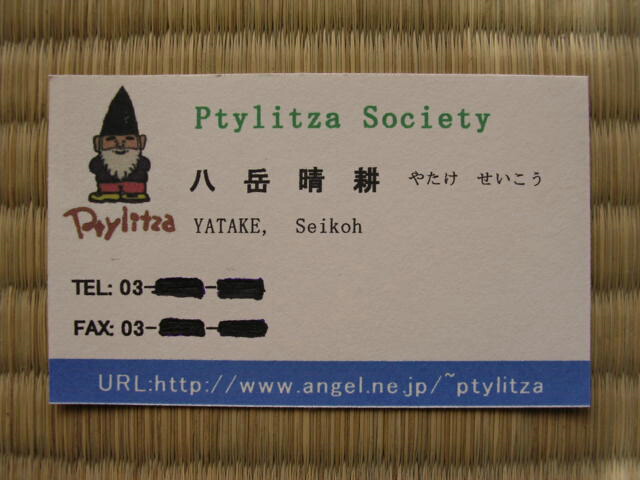 Ptylitza Society
八岳晴耕 やたけ せいこう
Ptylitza
YATAKE, Seikoh
TEL: 03-
FAX: 03-
URL:http://www.angel.ne.jp/~ptylitza